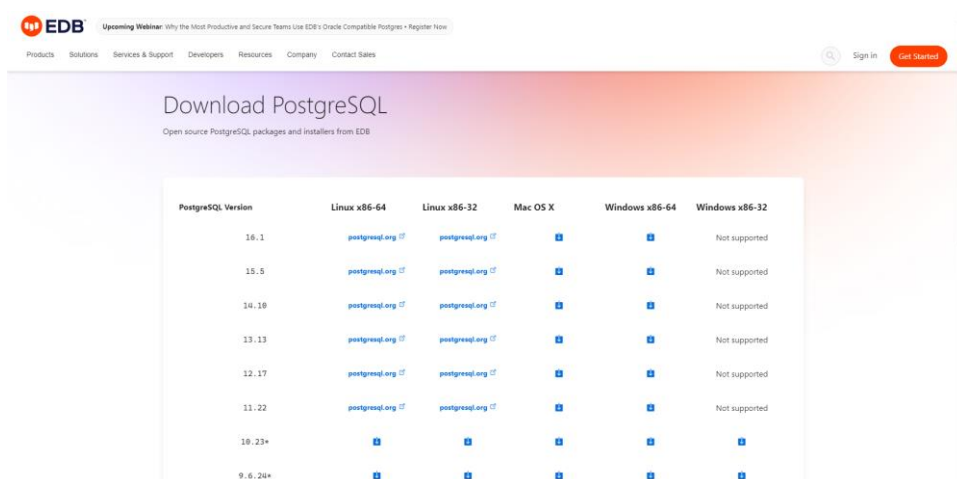 EDB
Upcoming Webinar: Why the Most Productive and Secure Teams Use EDB's Oracle Compatible Postgres • Register Now
Products Solutions Services & Support Developers Resources Company Contact Sales Sign in Get Started
Download PostgreSQL
Open source PostgreSQL packages and installers from EDB
PostgreSQL Version Linux x86-64 Linux x86-32 Mac OS X Windows x86-64 Windows x86-32
16.1 postgresql.org postgresql.org Not supported
15.5 postgresql.org postgresql.org Not supported
14.10 postgresql.org postgresql.org Not supported
13.13 postgresql.org postgresql.org Not supported
12.17 postgresql.org postgresql.org Not supported
11.22 postgresql.org postgresql.org Not supported
10.23*
9.6.24*